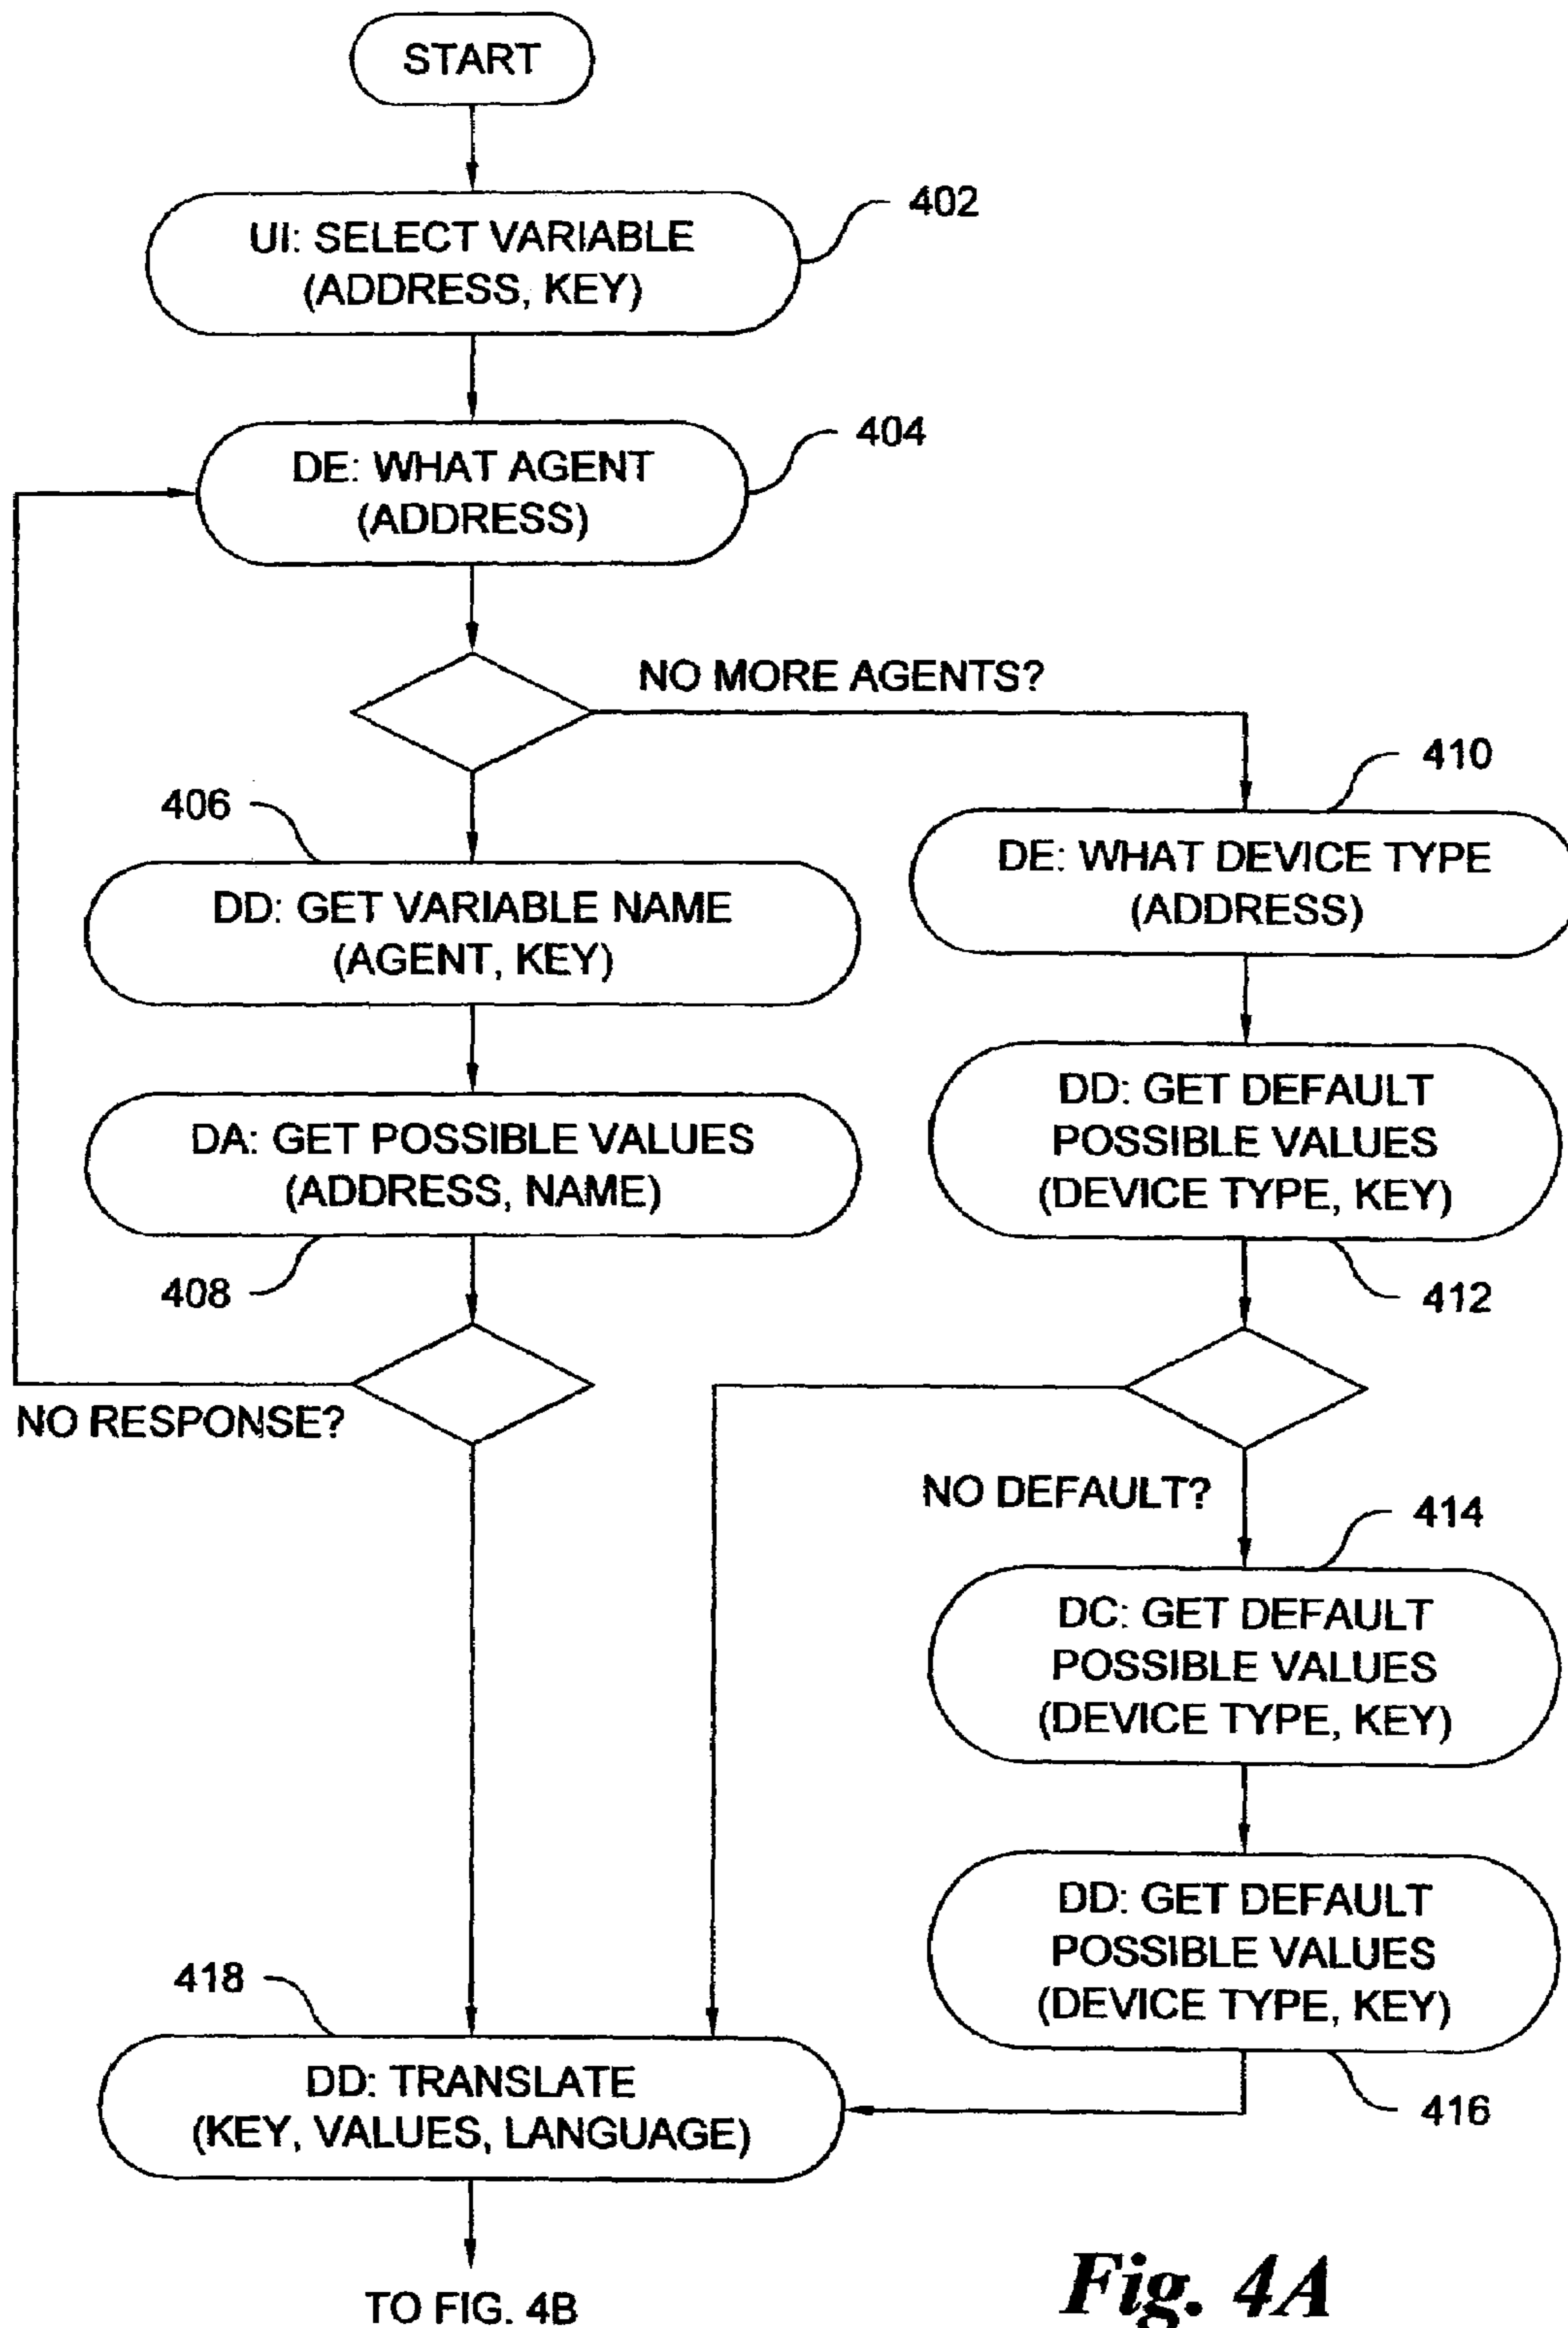 START
UI: SELECT VARIABLE
(ADDRESS, KEY)
402
DE: WHAT AGENT
(ADDRESS)
404
NO MORE AGENTS?
406
DD: GET VARIABLE NAME
(AGENT, KEY)
410
DE: WHAT DEVICE TYPE
(ADDRESS)
DA: GET POSSIBLE VALUES
(ADDRESS, NAME)
408
DD: GET DEFAULT
POSSIBLE VALUES
(DEVICE TYPE, KEY)
412
NO RESPONSE?
NO DEFAULT?
414
DC: GET DEFAULT
POSSIBLE VALUES
(DEVICE TYPE, KEY)
DD: GET DEFAULT
POSSIBLE VALUES
(DEVICE TYPE, KEY)
416
418
DD: TRANSLATE
(KEY, VALUES, LANGUAGE)
TO FIG. 4B
Fig. 4A